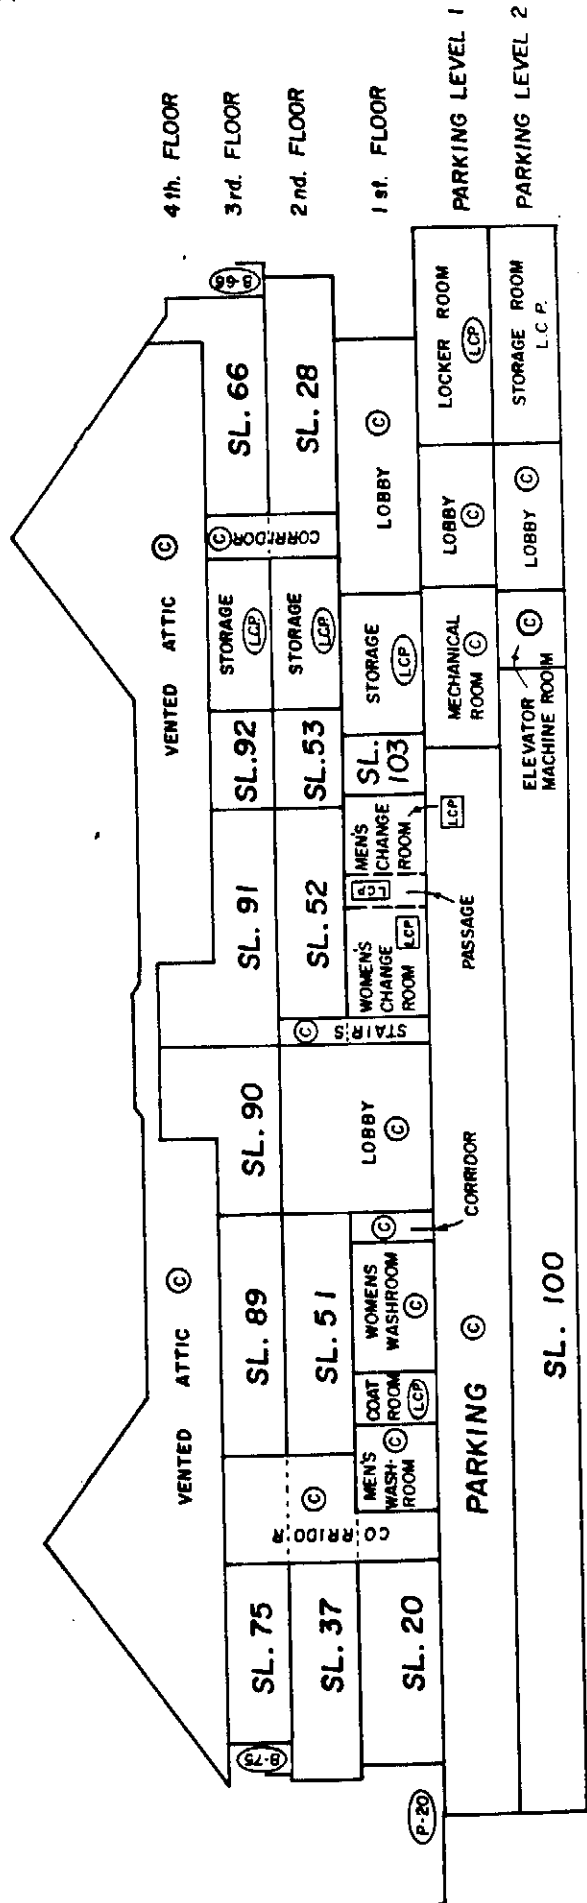 4th. FLOOR
3rd. FLOOR
2nd. FLOOR
1st. FLOOR
PARKING LEVEL 1
PARKING LEVEL 2
VENTED ATTIC C
VENTED ATTIC C
B-75
SL. 75
SL. 89
SL. 90
SL. 91
SL.92
STORAGE
LCP
C
SL. 66
B-66
SL. 37
CORRIDOR
C
SL. 51
STAIRS
C
SL. 52
SL.53
STORAGE
LCP
CORRIDOR
SL. 28
P-20
SL. 20
MEN'S
WASH-
ROOM
C
COAT
ROOM
LCP
WOMENS
WASHROOM
C
C
CORRIDOR
LOBBY
C
WOMEN'S
CHANGE
ROOM
LCP
LCP
PASSAGE
MEN'S
CHANGE
ROOM
LCP
SL.
103
STORAGE
LCP
LOBBY
C
PARKING C
MECHANICAL
ROOM C
LOBBY
C
LOCKER ROOM
LCP
SL. 100
ELEVATOR
MACHINE ROOM
C
LOBBY C
STORAGE ROOM
L.C.P.